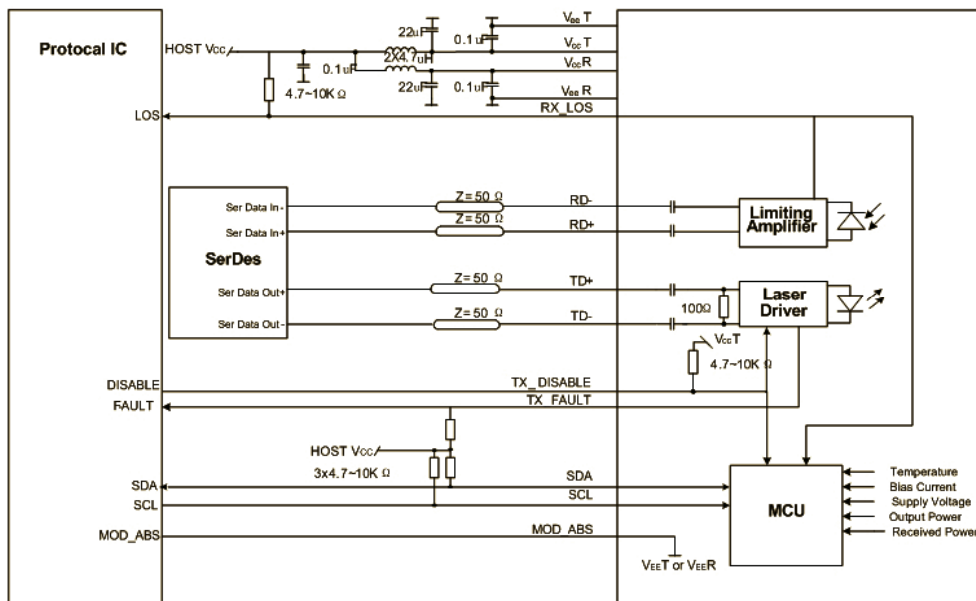 Protocal IC
HOST Vcc
22uF
0.1uF
VeeT
VccT
2X4.7uH
0.1uF
VccR
22uF
0.1uF
VeeR
4.7~10K Ω
LOS
RX_LOS
Ser Data In-
Z= 50 Ω
RD-
Ser Data In+
Z= 50 Ω
RD+
Limiting
Amplifier
SerDes
Ser Data Out+
Z= 50 Ω
TD+
Ser Data Out-
Z= 50 Ω
TD-
100Ω
Laser
Driver
VccT
4.7~10K Ω
DISABLE
TX_DISABLE
FAULT
TX_FAULT
HOST Vcc
3x4.7~10K Ω
SDA
SDA
SCL
SCL
MOD_ABS
MOD_ABS
VEET or VEER
MCU
Temperature
Bias Current
Supply Voltage
Output Power
Received Power